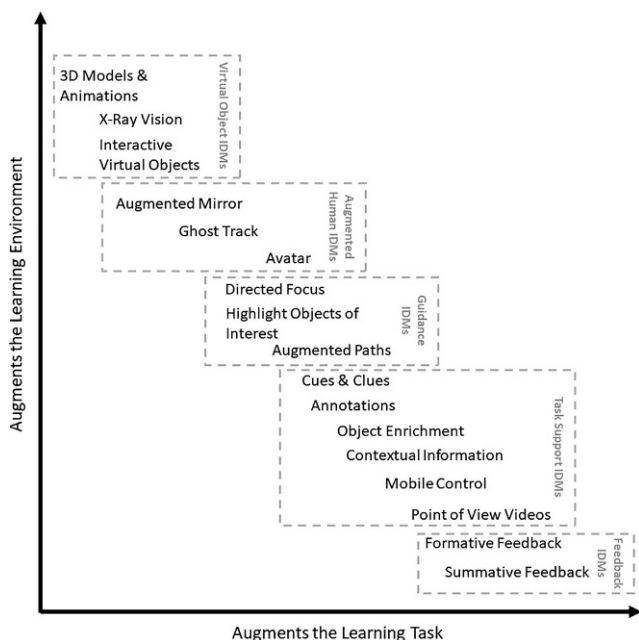 Augments the Learning Environment
3D Models &
Animations
X-Ray Vision
Interactive
Virtual Objects
Virtual Object IDMs
Augmented Mirror
Ghost Track
Avatar
Augmented
Human IDMs
Directed Focus
Highlight Objects of
Interest
Augmented Paths
Guidance
IDMs
Cues & Clues
Annotations
Object Enrichment
Contextual Information
Mobile Control
Point of View Videos
Task Support IDMs
Formative Feedback
Summative Feedback
Feedback
IDMs
Augments the Learning Task